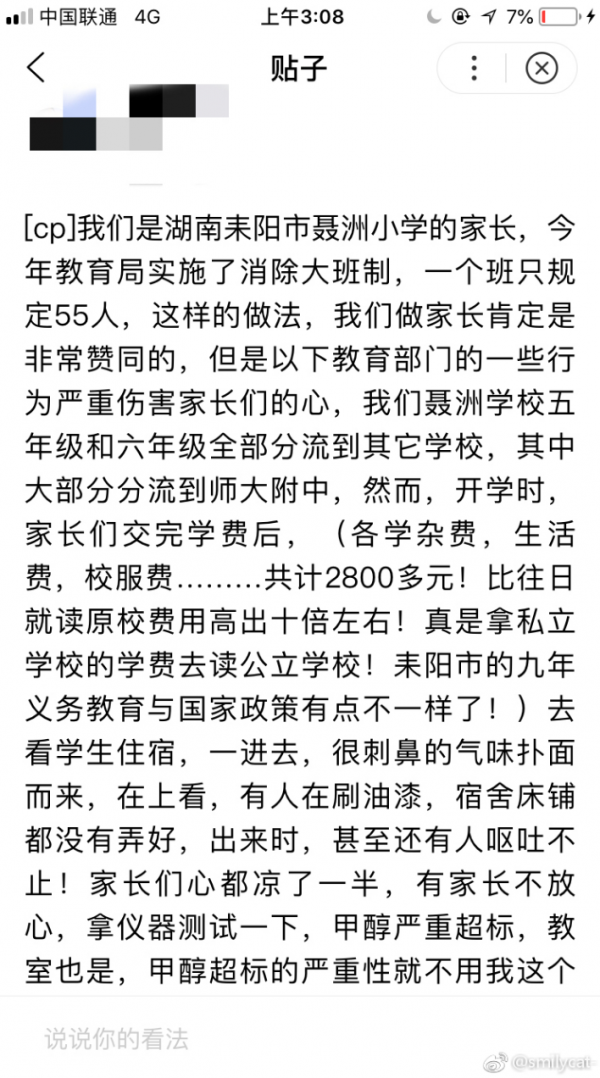 中国联通 4G 上午3:08 7%
贴子
[cp]我们是湖南耒阳市聂洲小学的家长，今
年教育局实施了消除大班制，一个班只规
定55人，这样的做法，我们做家长肯定是
非常赞同的，但是以下教育部门的一些行
为严重伤害家长们的心，我们聂洲学校五
年级和六年级全部分流到其它学校，其中
大部分分流到师大附中，然而，开学时，
家长们交完学费后，（各学杂费，生活
费，校服费………共计2800多元！比往日
就读原校费用高出十倍左右！真是拿私立
学校的学费去读公立学校！耒阳市的九年
义务教育与国家政策有点不一样了！）去
看学生住宿，一进去，很刺鼻的气味扑面
而来，在上看，有人在刷油漆，宿舍床铺
都没有弄好，出来时，甚至还有人呕吐不
止！家长们心都凉了一半，有家长不放
心，拿仪器测试一下，甲醇严重超标，教
室也是，甲醇超标的严重性就不用我这个
说说你的看法
@smilycat-